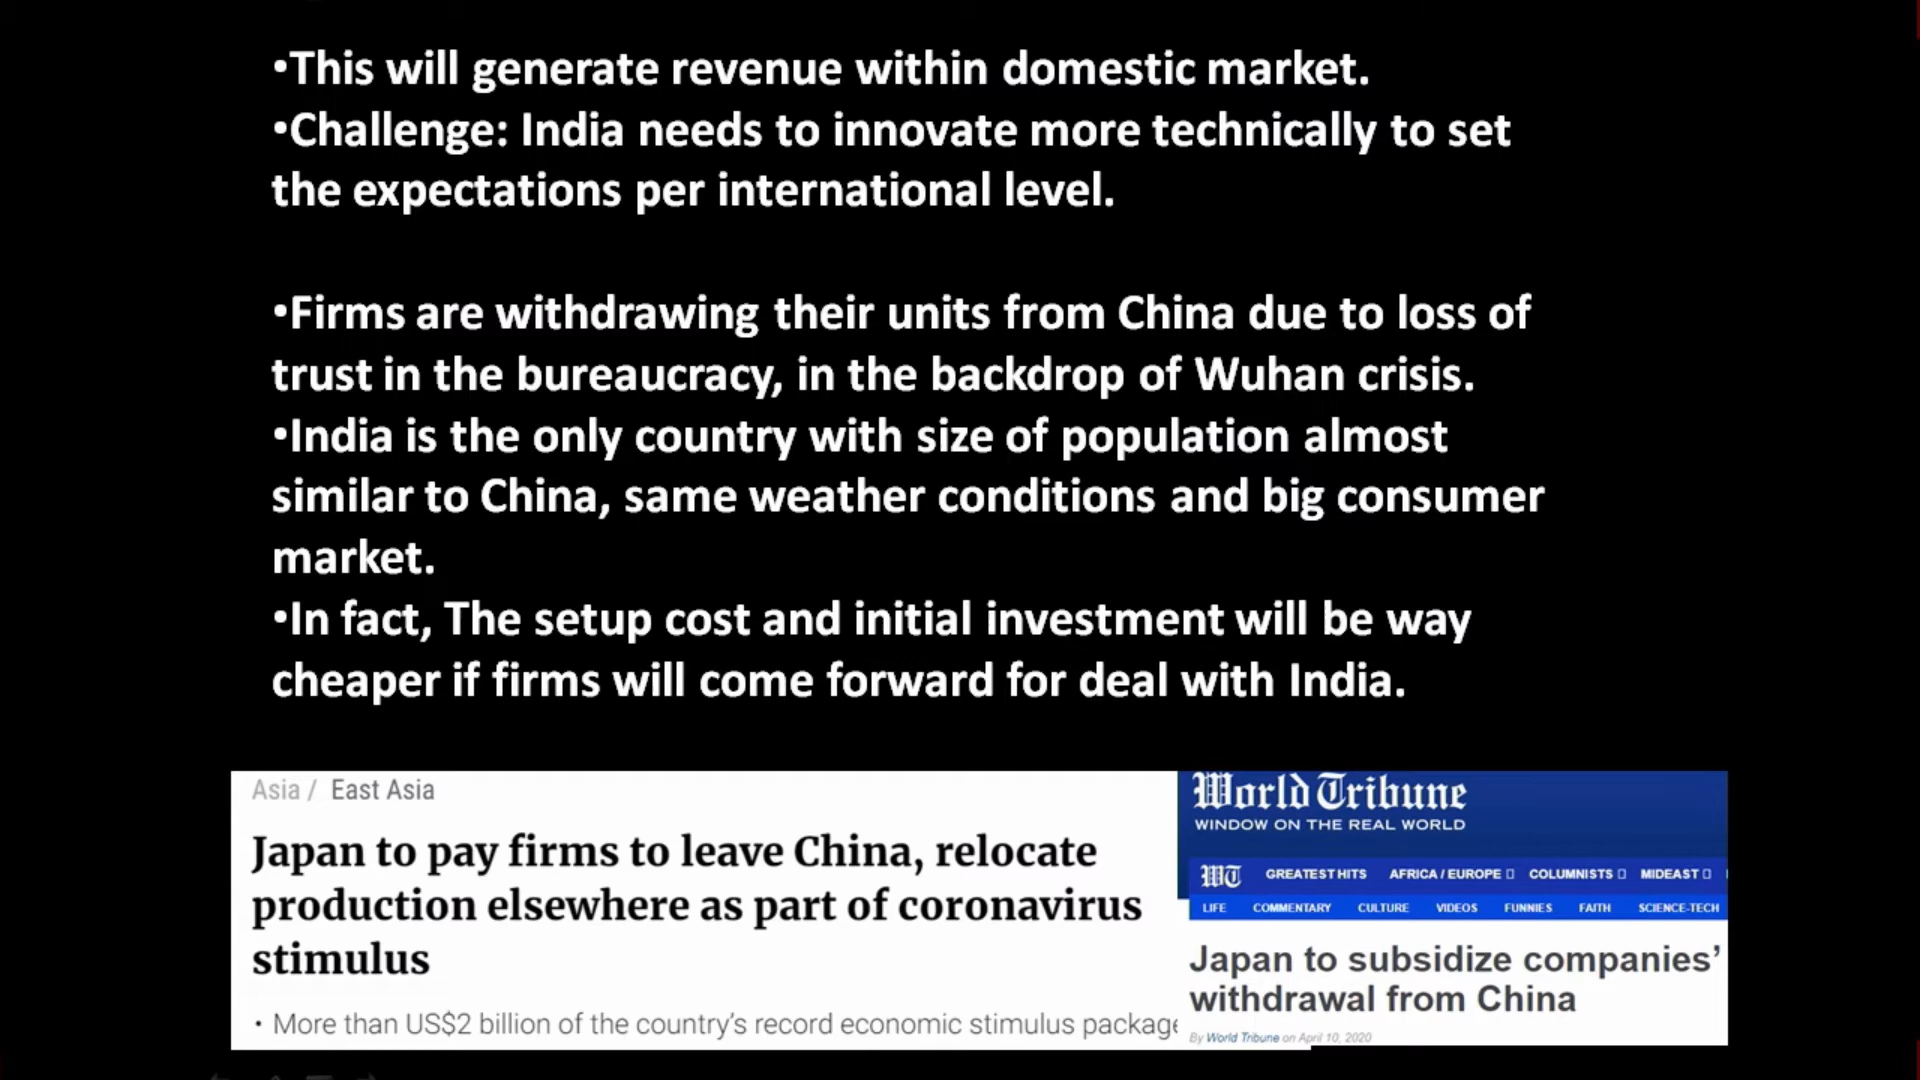 •This will generate revenue within domestic market.
•Challenge: India needs to innovate more technically to set
the expectations per international level.
•Firms are withdrawing their units from China due to loss of
trust in the bureaucracy, in the backdrop of Wuhan crisis.
•India is the only country with size of population almost
similar to China, same weather conditions and big consumer
market.
•In fact, The setup cost and initial investment will be way
cheaper if firms will come forward for deal with India.
Asia / East Asia
Japan to pay firms to leave China, relocate
production elsewhere as part of coronavirus
stimulus
• More than US$2 billion of the country's record economic stimulus package
World Tribune
WINDOW ON THE REAL WORLD
WT GREATEST HITS AFRICA / EUROPE COLUMNISTS MIDEAST
LIFE COMMENTARY CULTURE VIDEOS FUNNIES FAITH SCIENCE-TECH
Japan to subsidize companies'
withdrawal from China
By World Tribune on April 10, 2020